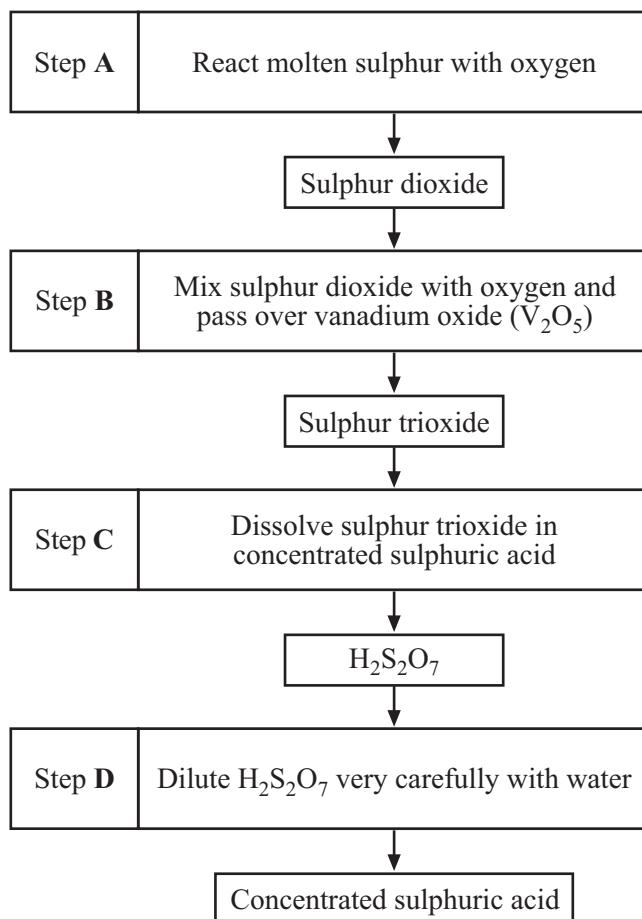 Step A
React molten sulphur with oxygen
Sulphur dioxide
Step B
Mix sulphur dioxide with oxygen and
pass over vanadium oxide (V₂O₅)
Sulphur trioxide
Step C
Dissolve sulphur trioxide in
concentrated sulphuric acid
H₂S₂O₇
Step D
Dilute H₂S₂O₇ very carefully with water
Concentrated sulphuric acid